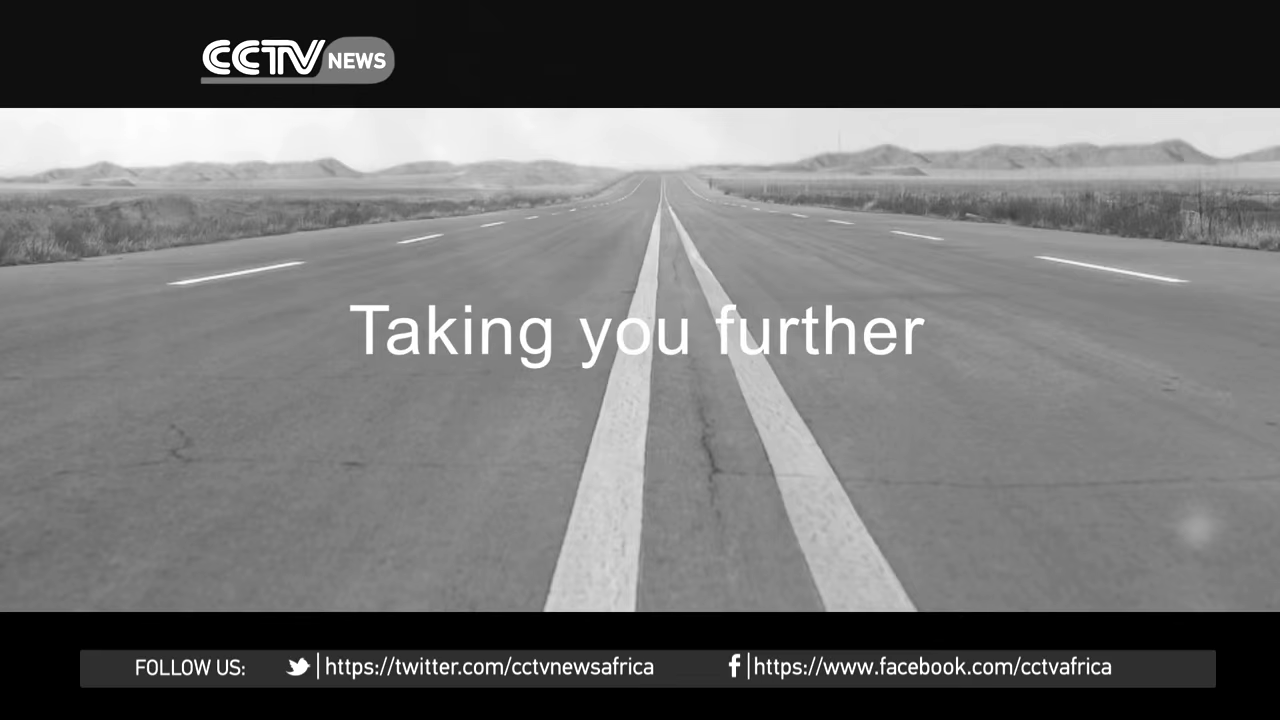 CCTV NEWS
Taking you further
FOLLOW US: https://twitter.com/cctvnewsafrica https://www.facebook.com/cctvafrica